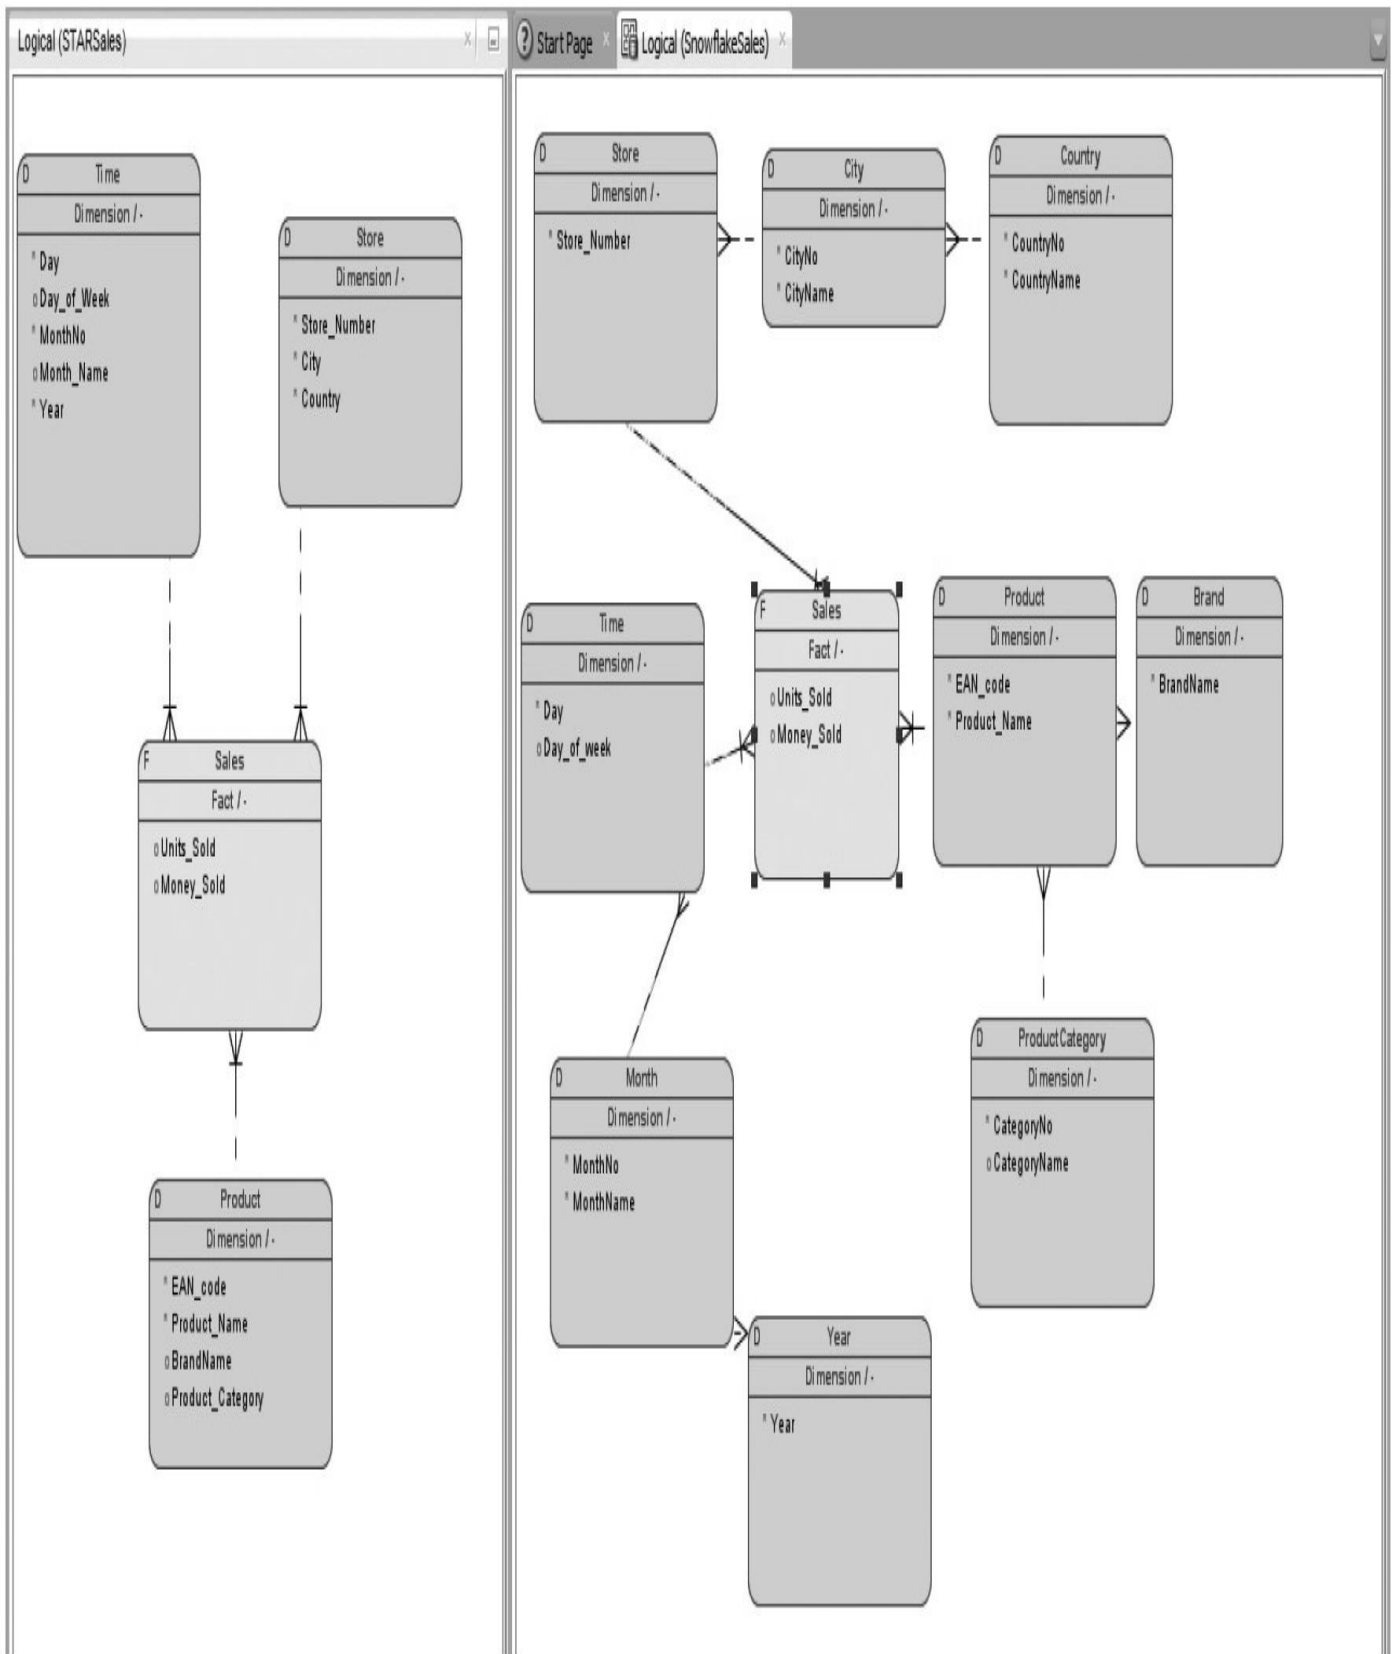 Logical (STARSales)
Start Page
Logical (SnowflakeSales)
D Time
Dimension / -
* Day
o Day_of_Week
* MonthNo
o Month_Name
* Year
D Store
Dimension / -
* Store_Number
* City
* Country
F Sales
Fact / -
o Units_Sold
o Money_Sold
D Product
Dimension / -
* EAN_code
* Product_Name
o BrandName
o Product_Category
D Store
Dimension / -
* Store_Number
D City
Dimension / -
* CityNo
* CityName
D Country
Dimension / -
* CountryNo
* CountryName
D Time
Dimension / -
* Day
o Day_of_week
F Sales
Fact / -
o Units_Sold
o Money_Sold
D Product
Dimension / -
* EAN_code
* Product_Name
D Brand
Dimension / -
* BrandName
D Month
Dimension / -
* MonthNo
* MonthName
D ProductCategory
Dimension / -
* CategoryNo
o CategoryName
D Year
Dimension / -
* Year